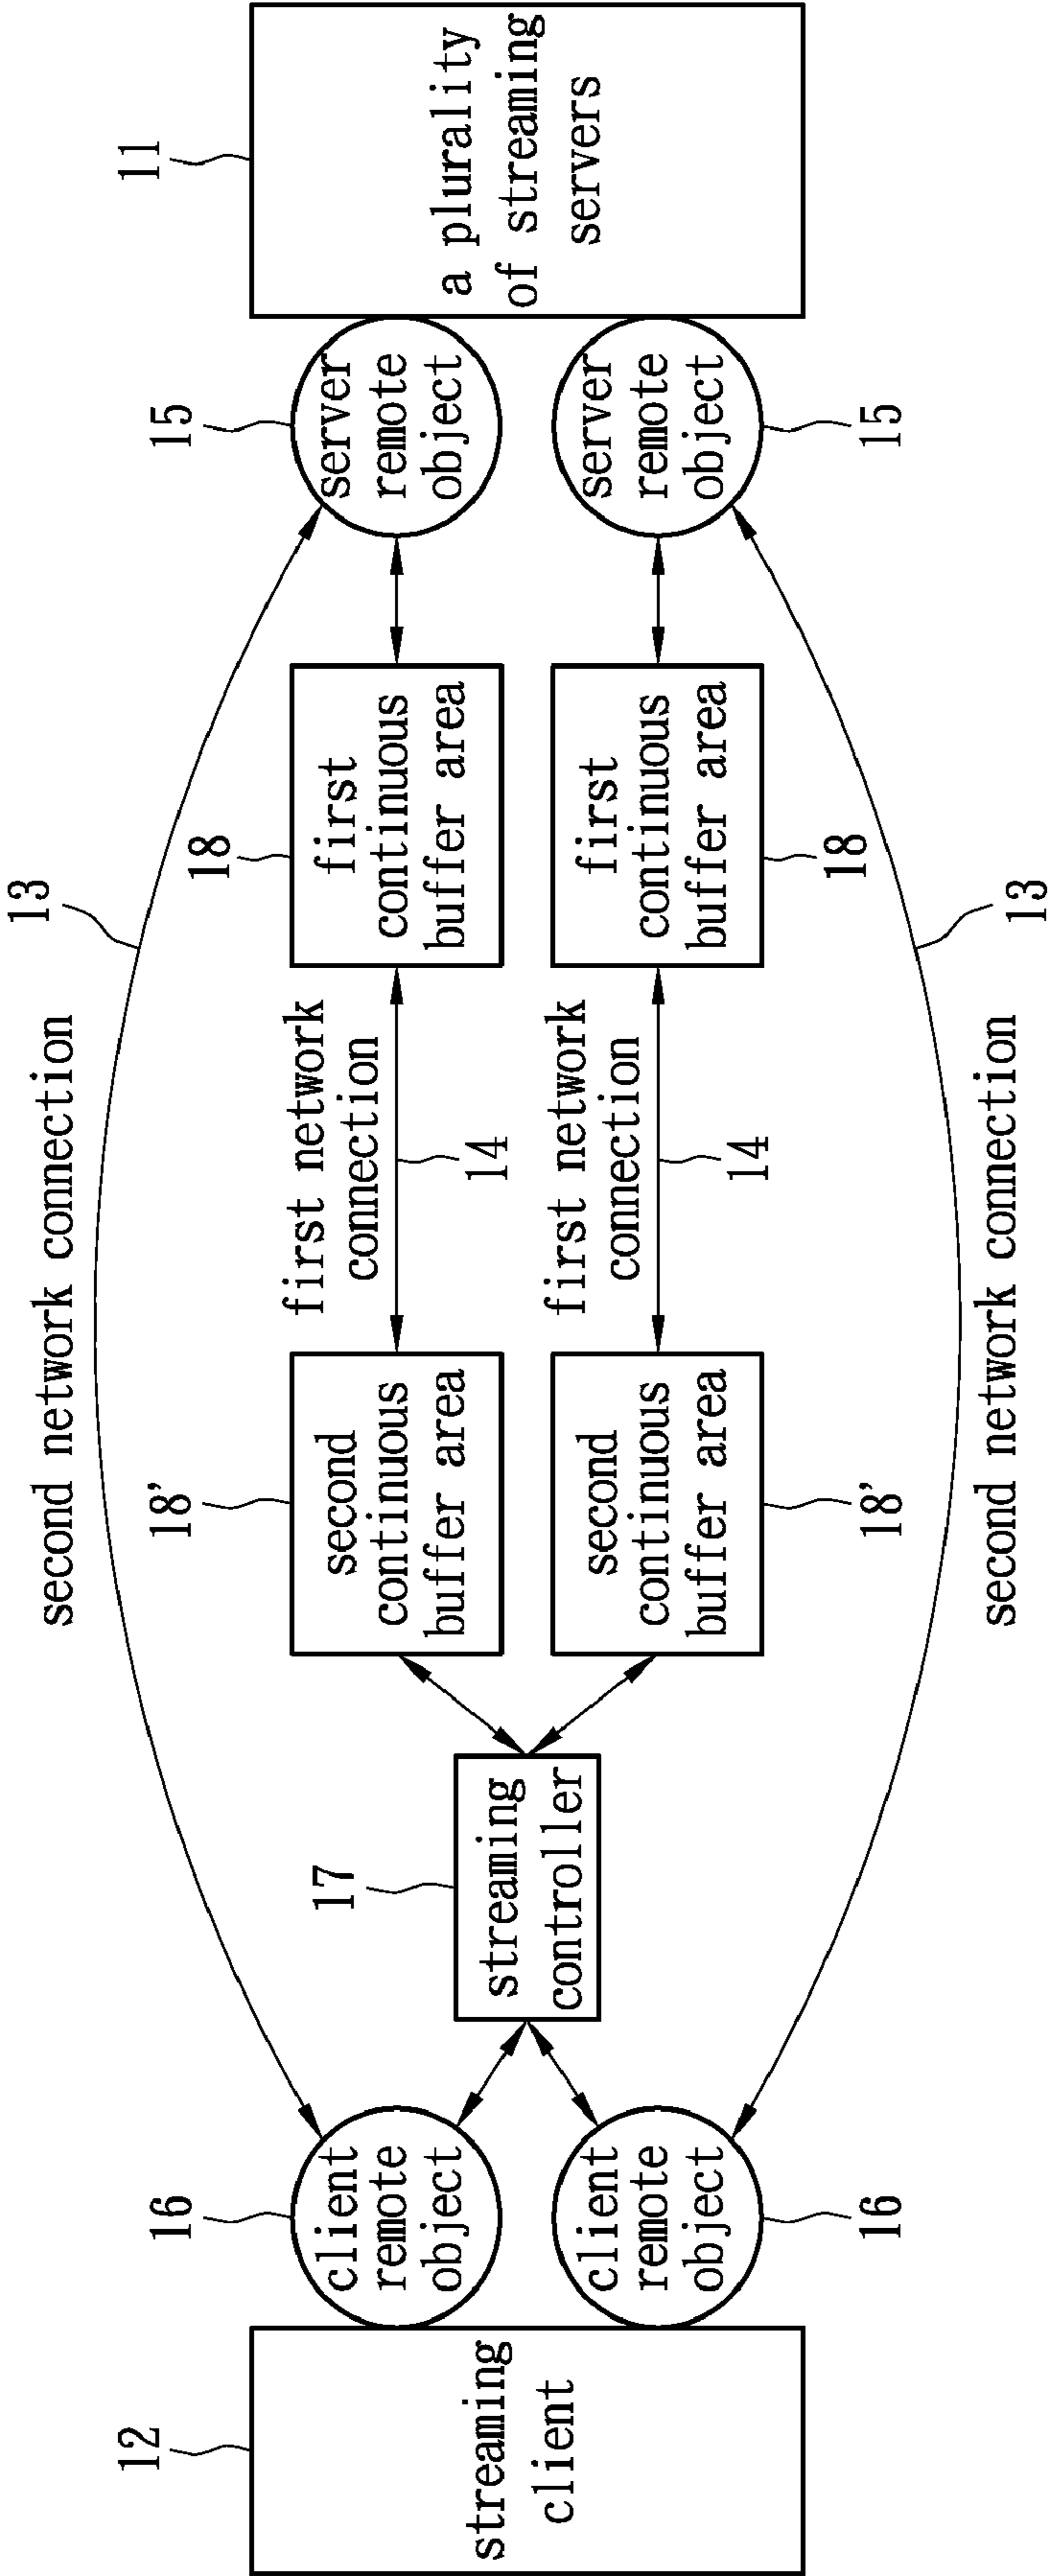 second network connection
13
12
streaming
client
16
client
remote
object
18'
second
continuous
buffer area
first network
connection
14
18
first
continuous
buffer area
15
server
remote
object
11
a plurality
of streaming
servers
17
streaming
controller
client
remote
object
16
second
continuous
buffer area
18'
first network
connection
14
first
continuous
buffer area
18
server
remote
object
15
second network connection
13